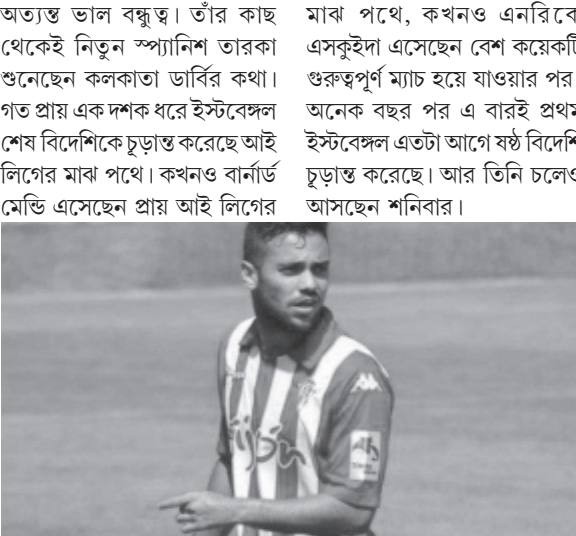 অত্যন্ত ভাল বন্ধুত্ব। তাঁর কাছ
থেকেই নিতুন স্প্যানিশ তারকা
শুনেছেন কলকাতা ডার্বির কথা।
গত প্রায় এক দশক ধরে ইস্টবেঙ্গল
শেষ বিদেশিকে চূড়ান্ত করেছে আই
লিগের মাঝ পথে। কখনও বার্নার্ড
মেন্ডি এসেছেন প্রায় আই লিগের
মাঝ পথে, কখনও এনরিকে
এসকুইদা এসেছেন বেশ কয়েকটি
গুরুত্বপূর্ণ ম্যাচ হয়ে যাওয়ার পর।
অনেক বছর পর এ বারই প্রথম
ইস্টবেঙ্গল এতটা আগে ষষ্ঠ বিদেশি
চূড়ান্ত করেছে। আর তিনি চলেও
আসছেন শনিবার।